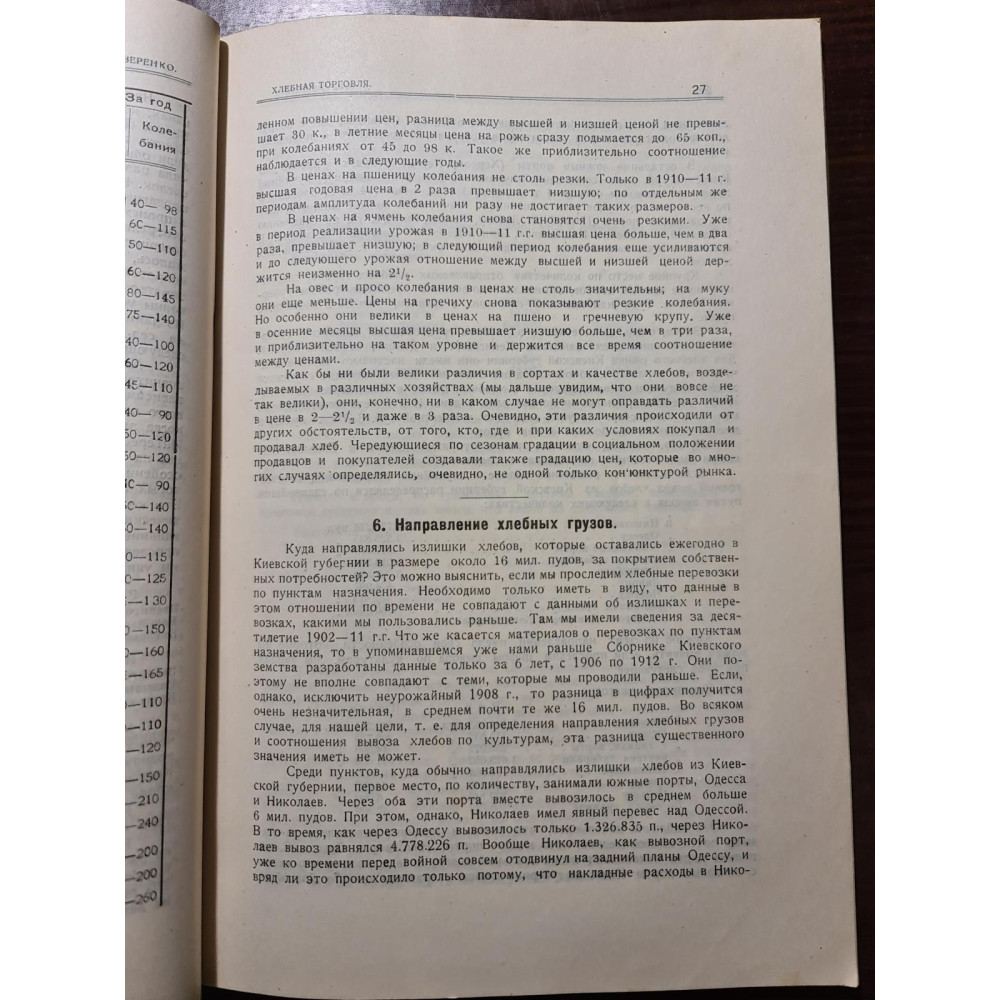 ВЕРЕНКО.
За год
Коле-
бания
40— 98
60—115
50—110
60—120
80—145
75—140
40—100
60—120
45—110
40— 90
50—120
50—120
— 90
—140
—140
—115
—125
—130
—150
—160
—165
—110
—110
—120
—150
—210
—240
—200
—200
—260
ХЛЕБНАЯ ТОРГОВЛЯ.
27
ленном повышении цен, разница между высшей и низшей ценой не превы-
шает 30 к., в летние месяцы цена на рожь сразу подымается до 65 коп.,
при колебаниях от 45 до 98 к. Такое же приблизительно соотношение
наблюдается и в следующие годы.
В ценах на пшеницу колебания не столь резки. Только в 1910—11 г.
высшая годовая цена в 2 раза превышает низшую; по отдельным же
периодам амплитуда колебаний ни разу не достигает таких размеров.
В ценах на ячмень колебания снова становятся очень резкими. Уже
в период реализации урожая в 1910—11 г.г. высшая цена больше, чем в два
раза, превышает низшую; в следующий период колебания еще усиливаются
и до следующего урожая отношение между высшей и низшей ценой дер-
жится неизменно на 2¹/₂.
На овес и просо колебания в ценах не столь значительны; на муку
они еще меньше. Цены на гречиху снова показывают резкие колебания.
Но особенно они велики в ценах на пшено и гречневую крупу. Уже
в осенние месяцы высшая цена превышает низшую больше, чем в три раза,
и приблизительно на таком уровне и держится все время соотношение
между ценами.
Как бы ни были велики различия в сортах и качестве хлебов, возде-
лываемых в различных хозяйствах (мы дальше увидим, что они вовсе не
так велики), они, конечно, ни в каком случае не могут оправдать различий
в цене в 2—2¹/₂ и даже в 3 раза. Очевидно, эти различия происходили от
других обстоятельств, от того, кто, где и при каких условиях покупал и
продавал хлеб. Чередующиеся по сезонам градации в социальном положении
продавцов и покупателей создавали также градацию цен, которые во мно-
гих случаях определялись, очевидно, не одной только кон'юнктурой рынка.
6. Направление хлебных грузов.
Куда направлялись излишки хлебов, которые оставались ежегодно в
Киевской губернии в размере около 16 мил. пудов, за покрытием собствен-
ных потребностей? Это можно выяснить, если мы проследим хлебные перевозки
по пунктам назначения. Необходимо только иметь в виду, что данные в
этом отношении по времени не совпадают с данными об излишках и пере-
возках, какими мы пользовались раньше. Там мы имели сведения за деся-
тилетие 1902—11 г.г. Что же касается материалов о перевозках по пунктам
назначения, то в упоминавшемся уже нами раньше Сборнике Киевского
земства разработаны данные только за 6 лет, с 1906 по 1912 г. Они по-
этому не вполне совпадают с теми, которые мы проводили раньше. Если,
однако, исключить неурожайный 1908 г., то разница в цифрах получится
очень незначительная, в среднем почти те же 16 мил. пудов. Во всяком
случае, для нашей цели, т. е. для определения направления хлебных грузов
и соотношения вывоза хлебов по культурам, эта разница существенного
значения иметь не может.
Среди пунктов, куда обычно направлялись излишки хлебов из Киев-
ской губернии, первое место, по количеству, занимали южные порты, Одесса
и Николаев. Через оба эти порта вместе вывозилось в среднем больше
6 мил. пудов. При этом, однако, Николаев имел явный перевес над Одессой.
В то время, как через Одессу вывозилось только 1.326.835 п., через Нико-
лаев вывоз равнялся 4.778.226 п. Вообще Николаев, как вывозной порт,
уже ко времени перед войной совсем отодвинул на задний планы Одессу, и
вряд ли это происходило только потому, что накладные расходы в Нико-